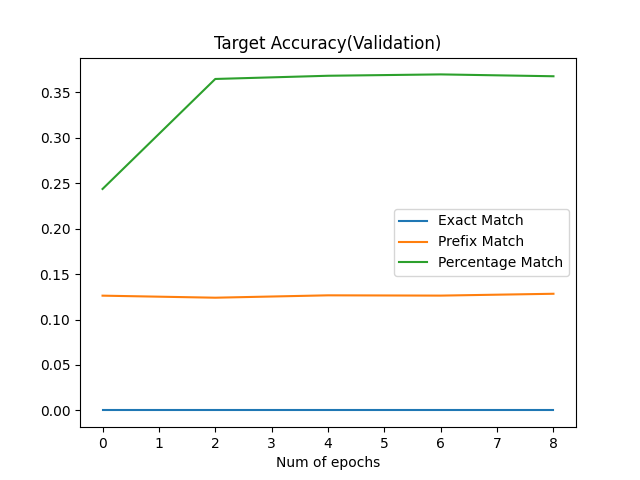 Target Accuracy(Validation)
0.35
0.30
0.25
0.20
0.15
0.10
0.05
0.00
Exact Match
Prefix Match
Percentage Match
0 1 2 3 4 5 6 7 8
Num of epochs